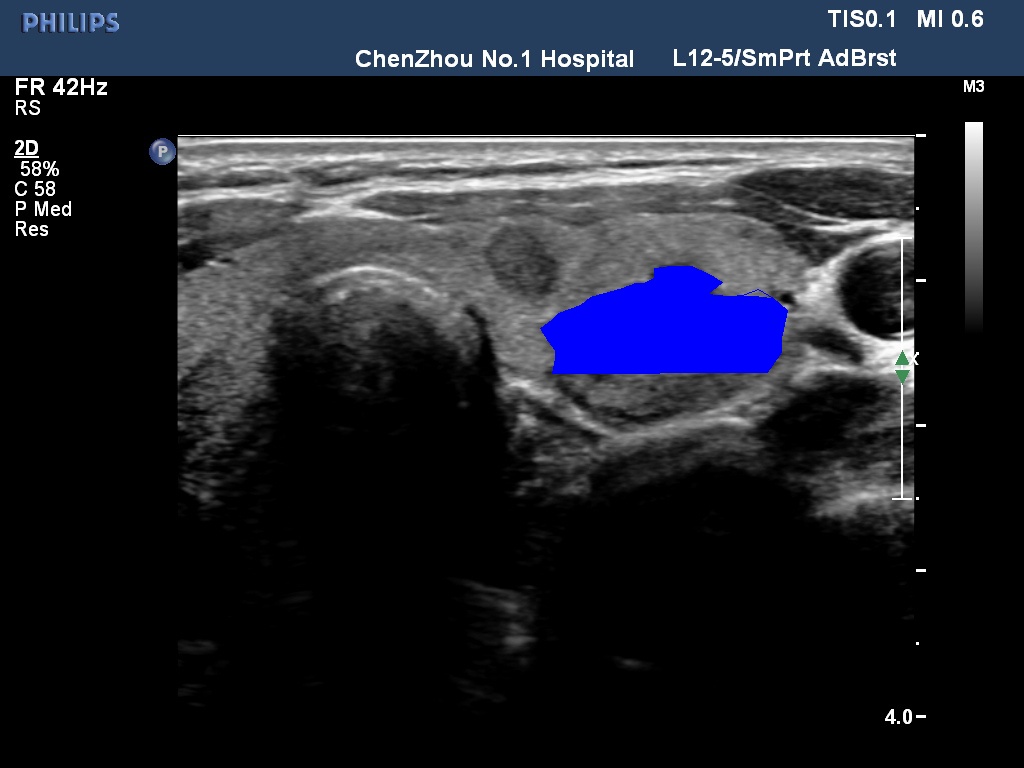 PHILIPS
TIS0.1 MI 0.6
ChenZhou No.1 Hospital L12-5/SmPrt AdBrst
FR 42Hz
RS
M3
2D
58%
C 58
P Med
Res
P
X
4.0